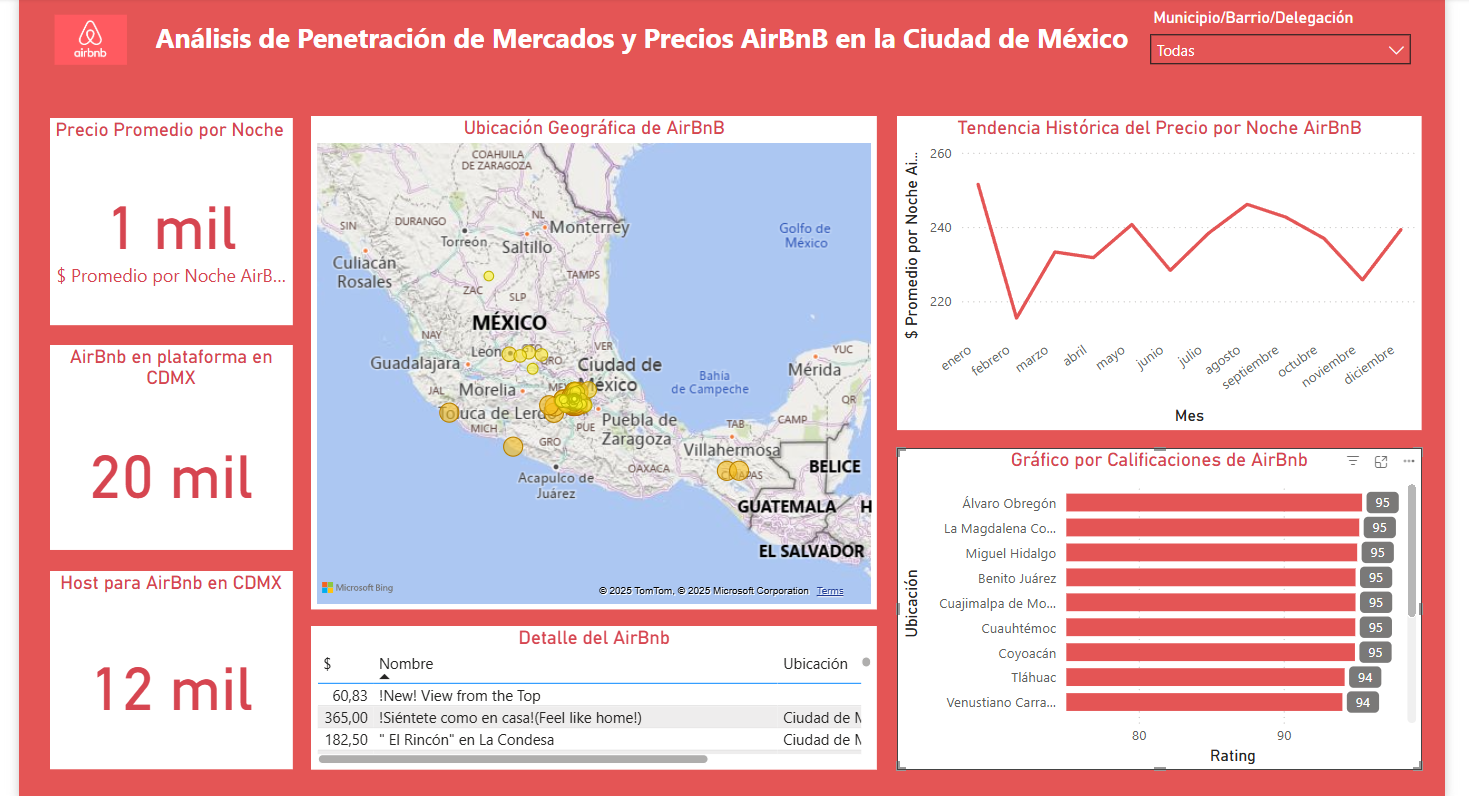 airbnb
Análisis de Penetración de Mercados y Precios AirBnB en la Ciudad de México
Municipio/Barrio/Delegación
Todas
Precio Promedio por Noche
1 mil
$ Promedio por Noche AirB...
AirBnb en plataforma en
CDMX
20 mil
Host para AirBnb en CDMX
12 mil
Ubicación Geográfica de AirBnB
COAHUILA
DE ZARAGOZA
SIN
DURANGO
NL
Monterrey
Torreón
Saltillo
Golfo de
México
Culiacán
Rosales
TAMPS
ZAC
SLP
MÉXICO
NAY
León
GTO
QRO
VER
YUC
Guadalajara
Ciudad de
México
Mérida
Bahía
de Campeche
JAL
Morelia
MEX
QR
Toluca de Lerdo
MICH
PUE
Puebla de
Zaragoza
TAB
CAMP
GRO
Villahermosa
OAXACA
CHIAPAS
BELICE
Acapulco de
Juárez
GUATEMALA
H
EL SALVADOR
Microsoft Bing
© 2025 TomTom, © 2025 Microsoft Corporation Terms
Detalle del AirBnb
$ Nombre Ubicación
60,83 !New! View from the Top
365,00 !Siéntete como en casa!(Feel like home!) Ciudad de M
182,50 " El Rincón" en La Condesa Ciudad de M
Tendencia Histórica del Precio por Noche AirBnB
$ Promedio por Noche Ai...
260
240
220
enero febrero marzo abril mayo junio julio agosto septiembre octubre noviembre diciembre
Mes
Gráfico por Calificaciones de AirBnb
Ubicación
Álvaro Obregón 95
La Magdalena Co... 95
Miguel Hidalgo 95
Benito Juárez 95
Cuajimalpa de Mo... 95
Cuauhtémoc 95
Coyoacán 95
Tláhuac 94
Venustiano Carra... 94
80 90
Rating